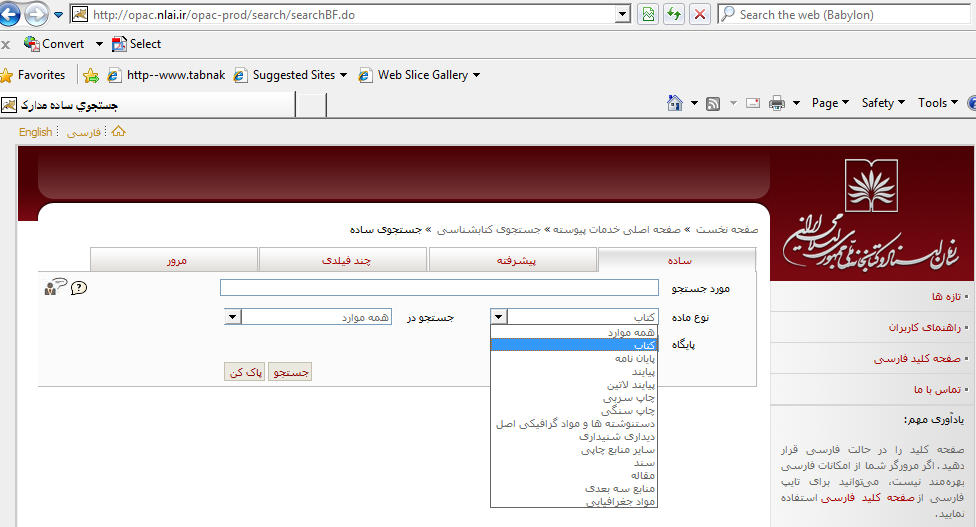 http://opac.nlai.ir/opac-prod/search/searchBF.do
Search the web (Babylon)
x Convert Select
Favorites http--www.tabnak Suggested Sites Web Slice Gallery
جستجوی ساده مدارک
Page Safety Tools
English فارسی
سازمان اسناد و کتابخانه ملی
جمهوری اسلامی ایران
صفحه نخست » صفحه اصلی خدمات پیوسته » جستجوی کتابشناسی » جستجوی ساده
ساده پیشرفته چند فیلدی مرور
مورد جستجو
نوع ماده کتاب جستجو در همه موارد
همه موارد
پایگاه کتاب
پایان نامه
پیایند
پیایند لاتین
چاپ سربی
چاپ سنگی
دستنوشته ها و مواد گرافیکی اصل
دیداری شنیداری
سایر منابع چاپی
سند
مقاله
منابع سه بعدی
مواد جغرافیایی
جستجو پاک کن
تازه ها
راهنمای کاربران
صفحه کلید فارسی
تماس با ما
یادآوری مهم:
صفحه کلید را در حالت فارسی قرار
دهید. اگر مرورگر شما از امکانات فارسی
بهره‌مند نیست، می‌توانید برای تایپ
فارسی از صفحه کلید فارسی استفاده
نمایید.